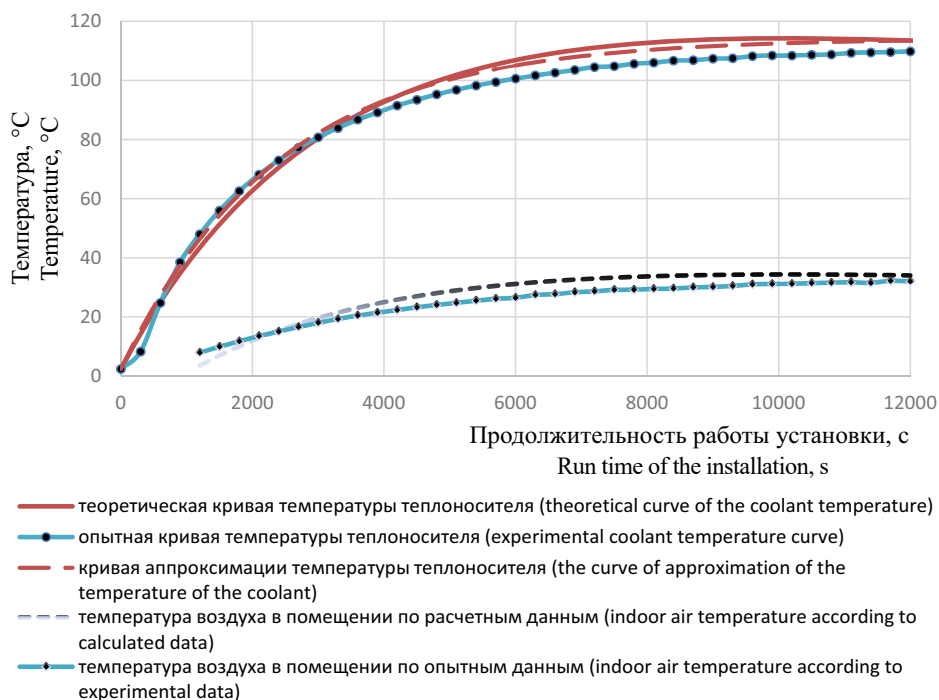 120
100
80
60
40
20
0
Температура, °C
Temperature, °C
0 2000 4000 6000 8000 10000 12000
Продолжительность работы установки, с
Run time of the installation, s
теоретическая кривая температуры теплоносителя (theoretical curve of the coolant temperature)
опытная кривая температуры теплоносителя (experimental coolant temperature curve)
кривая аппроксимации температуры теплоносителя (the curve of approximation of the
temperature of the coolant)
температура воздуха в помещении по расчетным данным (indoor air temperature according to
calculated data)
температура воздуха в помещении по опытным данным (indoor air temperature according to
experimental data)